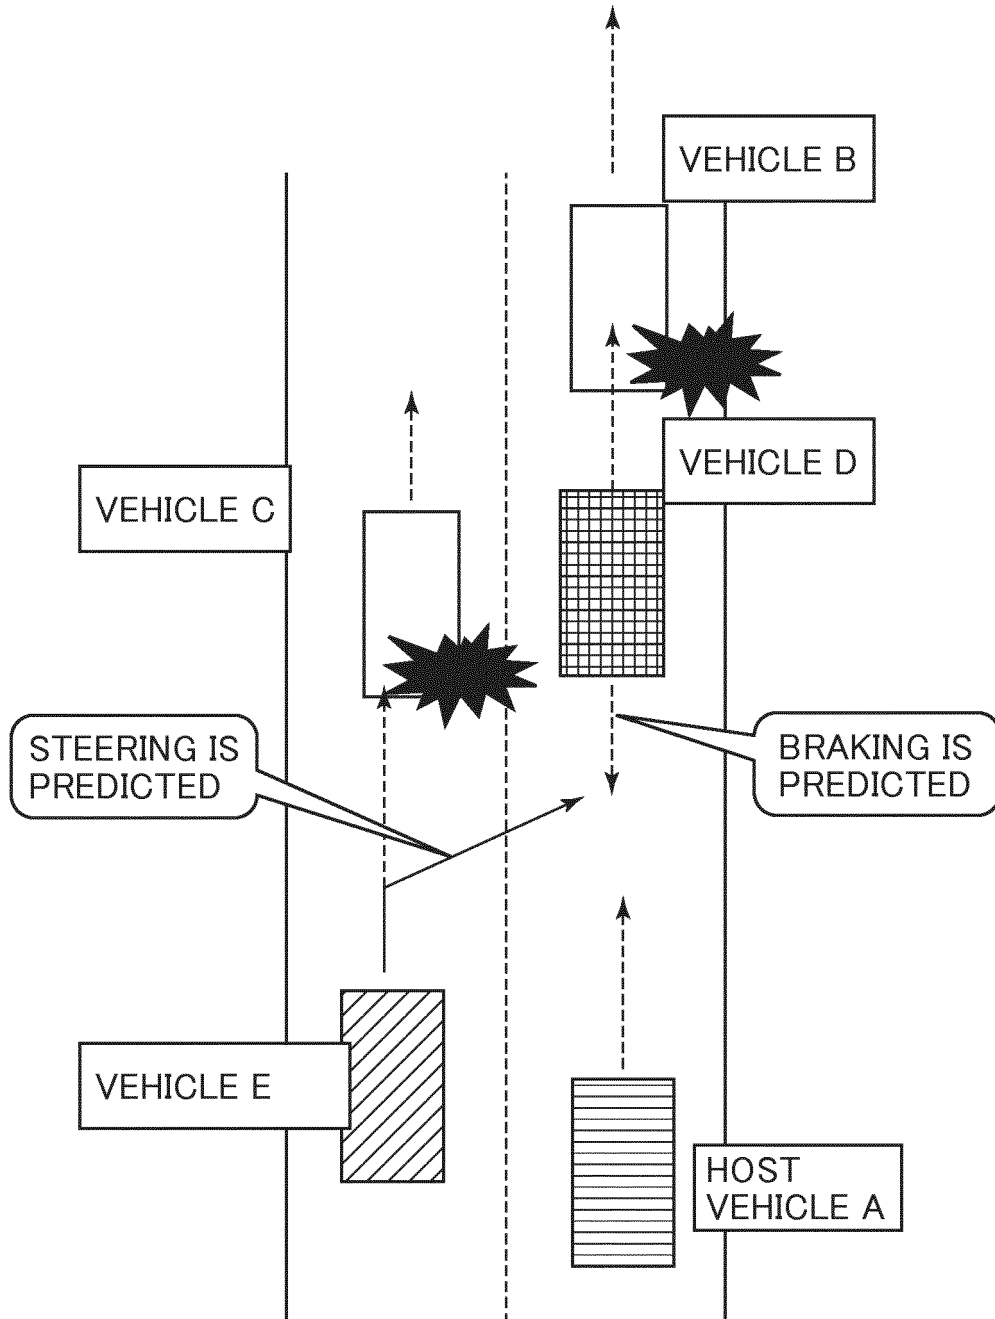 VEHICLE B
VEHICLE D
VEHICLE C
STEERING IS
PREDICTED
BRAKING IS
PREDICTED
VEHICLE E
HOST
VEHICLE A